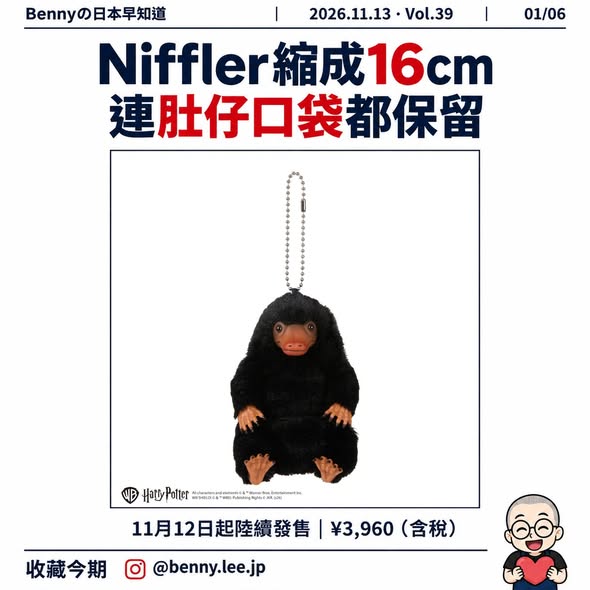 Bennyの日本早知道 | 2026.11.13・Vol.39 | 01/06
Niffler縮成16cm
連肚仔口袋都保留
WB Harry Potter
11月12日起陸續發售|¥3,960（含稅）
收藏今期 @benny.lee.jp